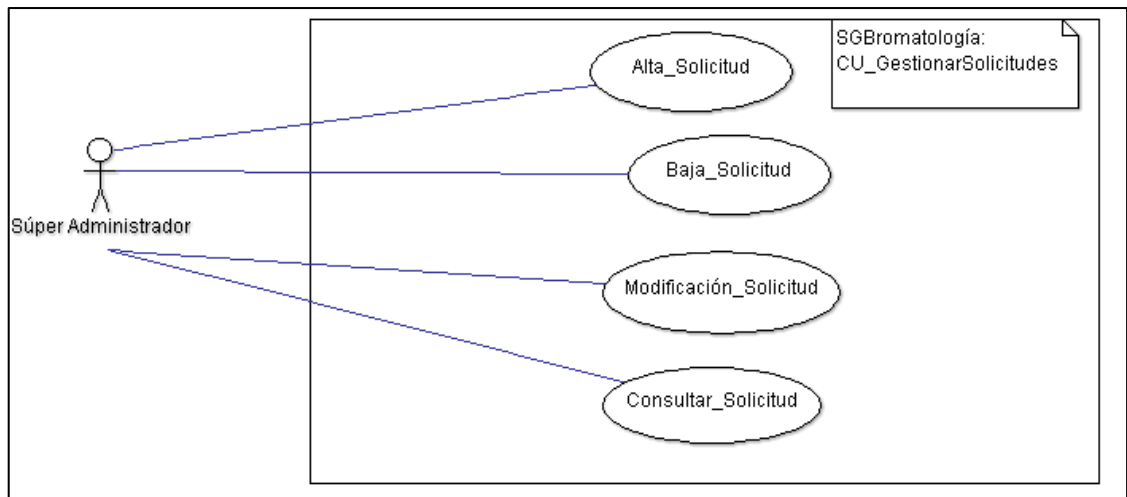 SGBromatología:
CU_GestionarSolicitudes
Alta_Solicitud
Baja_Solicitud
Súper Administrador
Modificación_Solicitud
Consultar_Solicitud